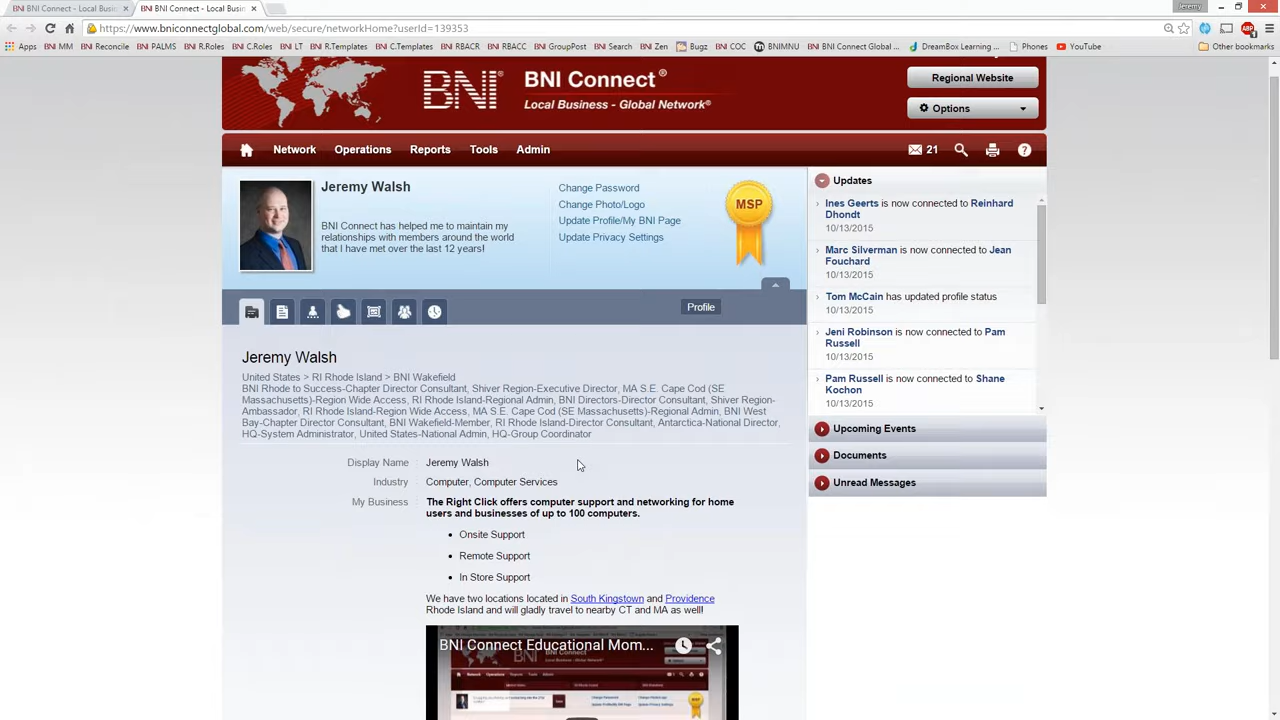 BNI Connect - Local Busin
BNI Connect - Local Busin
Jeremy
https://www.bniconnectglobal.com/web/secure/networkHome?userId=139353
Apps
BNI MM
Reconcile
PALMS
R.Roles
C.Roles
LT
R.Templates
C.Templates
RBACR
RBACC
GroupPost
BNI Search
Zen
Bugz
BNI COC
BNIMNU
BNI Connect Global ...
DreamBox Learning ...
Phones
YouTube
Other bookmarks
BNI®
BNI Connect®
Local Business - Global Network®
Regional Website
Options
Network
Operations
Reports
Tools
Admin
21
Jeremy Walsh
BNI Connect has helped me to maintain my
relationships with members around the world
that I have met over the last 12 years!
Change Password
Change Photo/Logo
Update Profile/My BNI Page
Update Privacy Settings
MSP
Profile
Jeremy Walsh
United States > RI Rhode Island > BNI Wakefield
BNI Rhode to Success-Chapter Director Consultant, Shiver Region-Executive Director, MA S.E. Cape Cod (SE
Massachusetts)-Region Wide Access, RI Rhode Island-Regional Admin, BNI Directors-Director Consultant, Shiver Region-
Ambassador, RI Rhode Island-Region Wide Access, MA S.E. Cape Cod (SE Massachusetts)-Regional Admin, BNI West
Bay-Chapter Director Consultant, BNI Wakefield-Member, RI Rhode Island-Director Consultant, Antarctica-National Director,
HQ-System Administrator, United States-National Admin, HQ-Group Coordinator
Display Name : Jeremy Walsh
Industry : Computer, Computer Services
My Business : The Right Click offers computer support and networking for home
users and businesses of up to 100 computers.
• Onsite Support
• Remote Support
• In Store Support
We have two locations located in South Kingstown and Providence
Rhode Island and will gladly travel to nearby CT and MA as well!
BNI Connect Educational Mom...
Updates
Ines Geerts is now connected to Reinhard
Dhondt
10/13/2015
Marc Silverman is now connected to Jean
Fouchard
10/13/2015
Tom McCain has updated profile status
10/13/2015
Jeni Robinson is now connected to Pam
Russell
10/13/2015
Pam Russell is now connected to Shane
Kochon
10/13/2015
Upcoming Events
Documents
Unread Messages